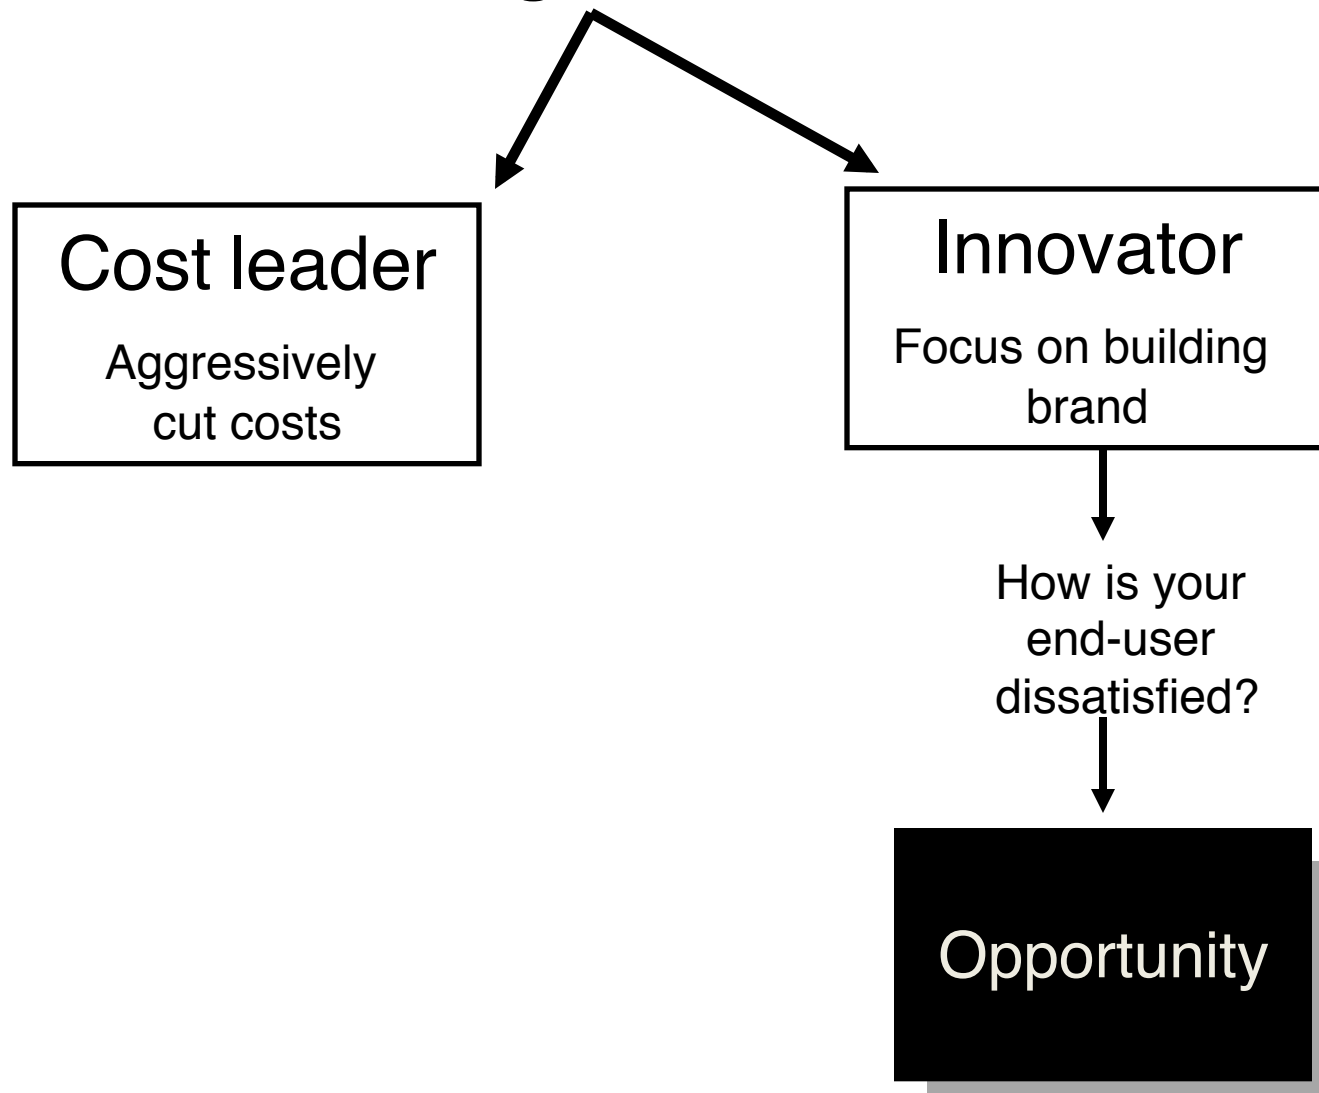 Cost leader
Aggressively
cut costs
Innovator
Focus on building
brand
How is your
end-user
dissatisfied?
Opportunity